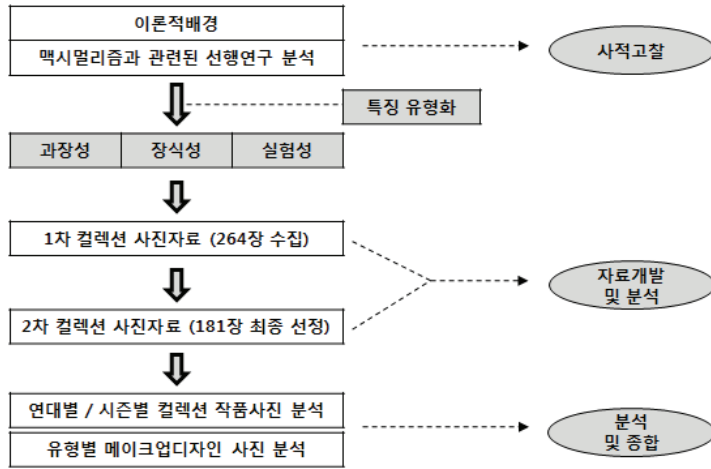 이론적배경
맥시멀리즘과 관련된 선행연구 분석
사적고찰
특징 유형화
과장성 장식성 실험성
1차 컬렉션 사진자료 (264장 수집)
자료개발
및 분석
2차 컬렉션 사진자료 (181장 최종 선정)
연대별 / 시즌별 컬렉션 작품사진 분석
유형별 메이크업디자인 사진 분석
분석
및 종합